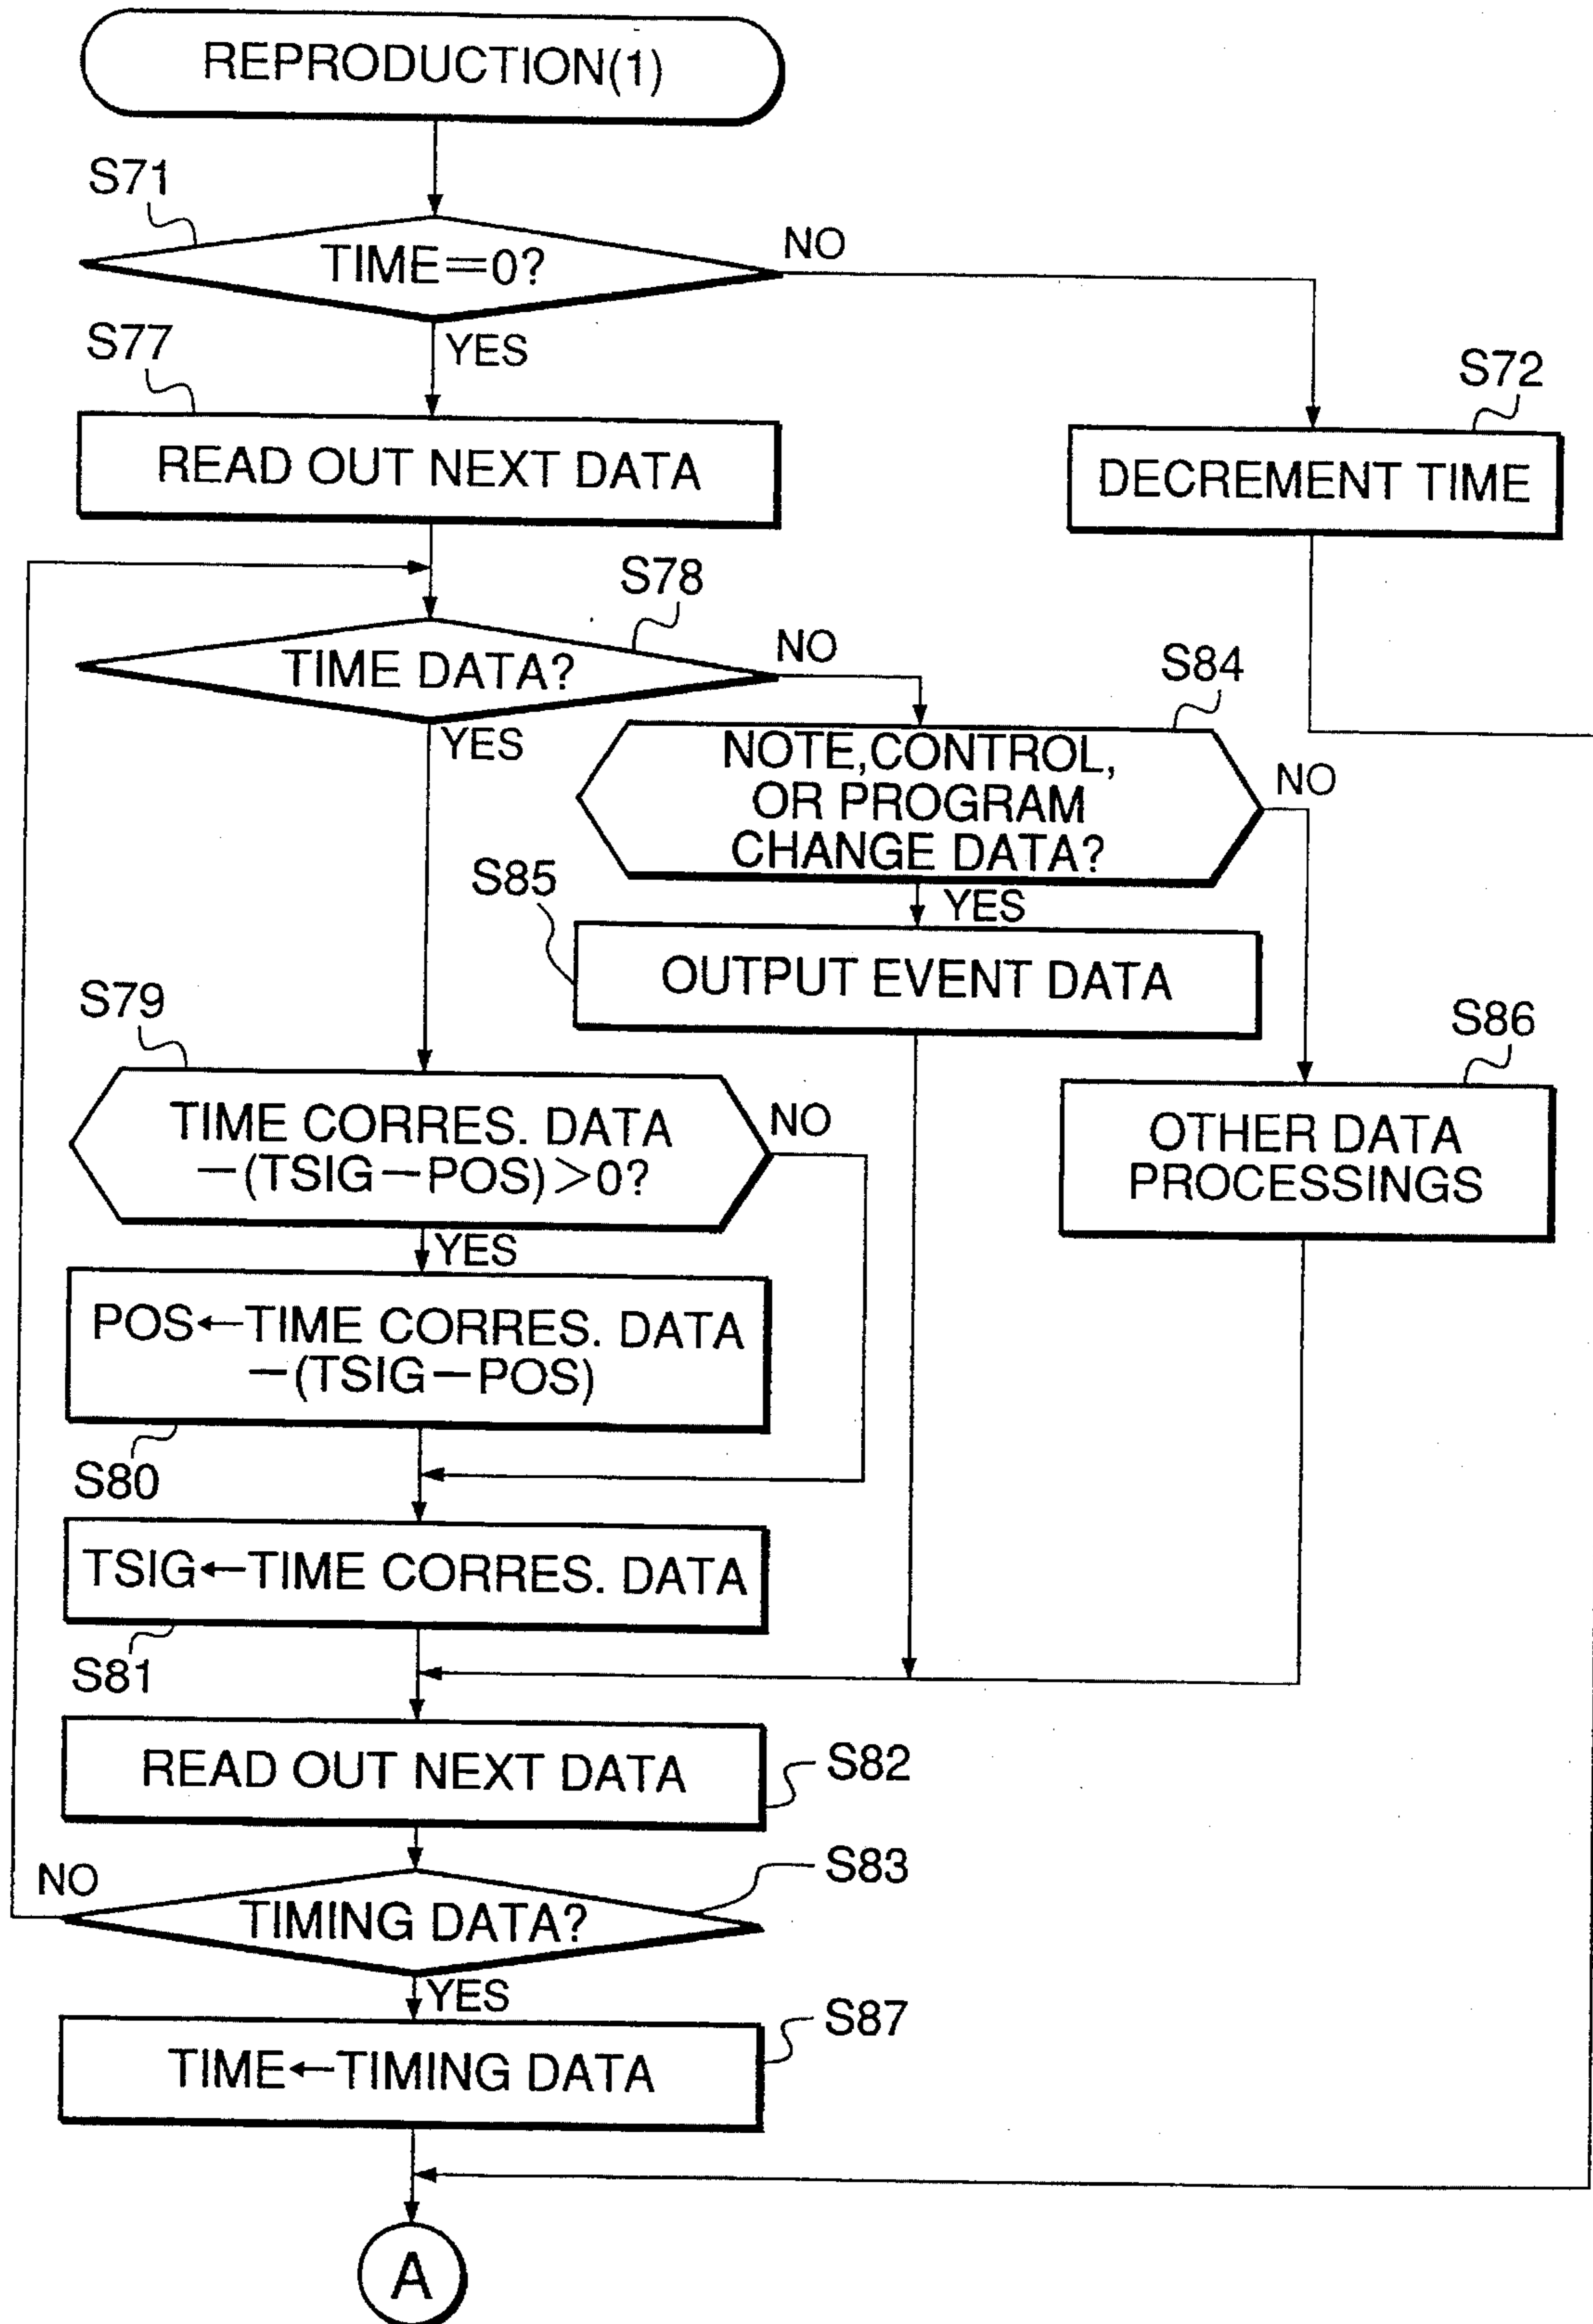 REPRODUCTION(1)
S71
TIME=0?
NO
YES
S77
READ OUT NEXT DATA
S72
DECREMENT TIME
S78
TIME DATA?
NO
YES
S84
NOTE,CONTROL,
OR PROGRAM
CHANGE DATA?
NO
YES
S85
OUTPUT EVENT DATA
S86
OTHER DATA
PROCESSINGS
S79
TIME CORRES. DATA
−(TSIG−POS)>0?
NO
YES
POS←TIME CORRES. DATA
−(TSIG−POS)
S80
TSIG←TIME CORRES. DATA
S81
READ OUT NEXT DATA
S82
NO
TIMING DATA?
S83
YES
TIME←TIMING DATA
S87
A